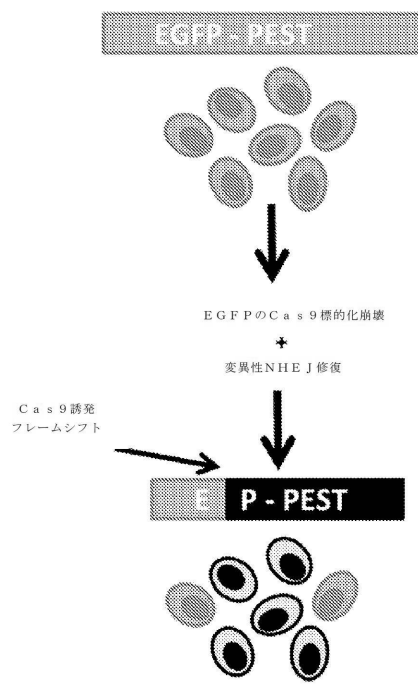 EGFP - PEST
EGFPのCas9標的化崩壊
+
変異性NHEJ修復
Cas9誘発
フレームシフト
E P - PEST